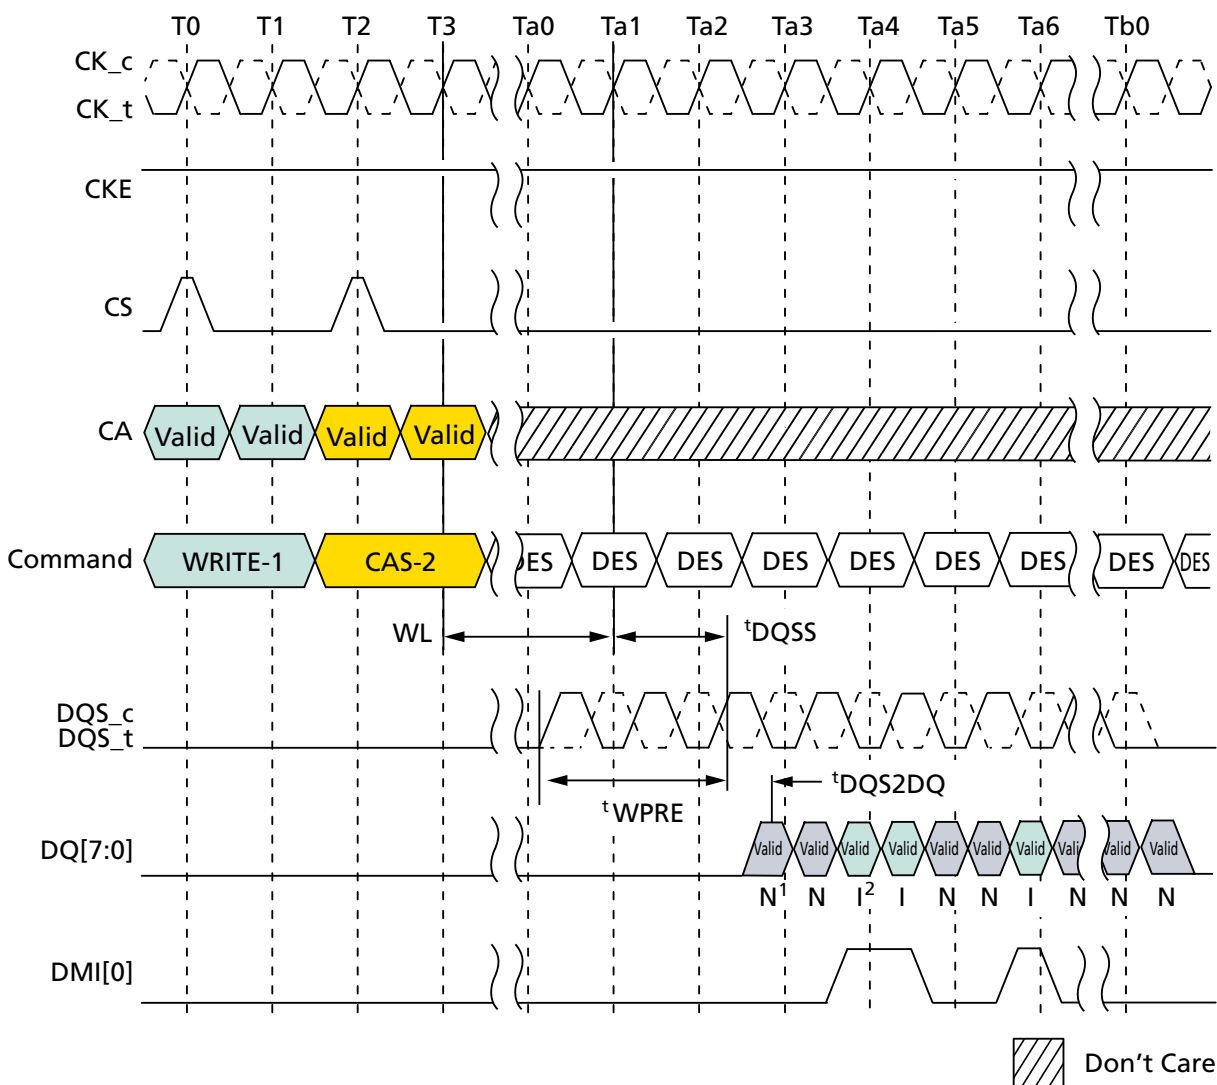 T0 T1 T2 T3 Ta0 Ta1 Ta2 Ta3 Ta4 Ta5 Ta6 Tb0
CK_c
CK_t
CKE
CS
CA Valid Valid Valid Valid
Command WRITE-1 CAS-2 DES DES DES DES DES DES DES DES DES
WL tDQSS
DQS_c
DQS_t
tDQS2DQ
tWPRE
DQ[7:0] Valid Valid Valid Valid Valid Valid Valid Valid Valid Valid
N1 N I2 I N N I N N N
DMI[0]
Don't Care